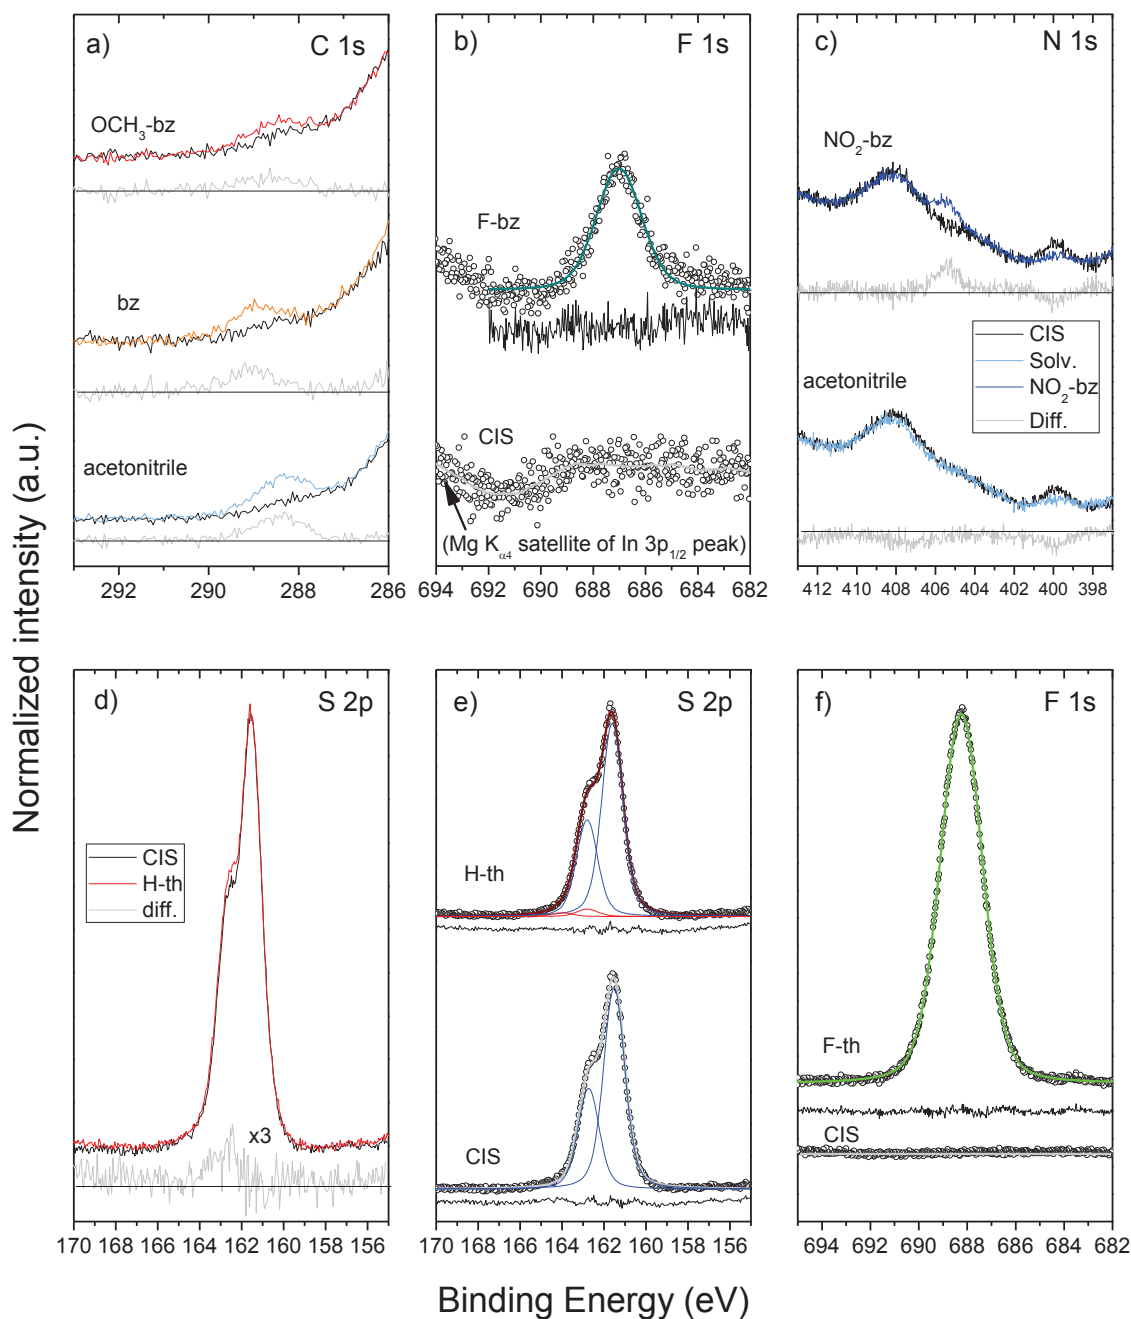 a) C 1s
OCH3-bz
bz
acetonitrile
292 290 288 286
b) F 1s
F-bz
CIS
(Mg Kα4 satellite of In 3p1/2 peak)
694 692 690 688 686 684 682
c) N 1s
NO2-bz
CIS
Solv.
NO2-bz
Diff.
acetonitrile
412 410 408 406 404 402 400 398
Normalized intensity (a.u.)
d) S 2p
CIS
H-th
diff.
x3
170 168 166 164 162 160 158 156
e) S 2p
H-th
CIS
170 168 166 164 162 160 158 156
f) F 1s
F-th
CIS
694 692 690 688 686 684 682
Binding Energy (eV)